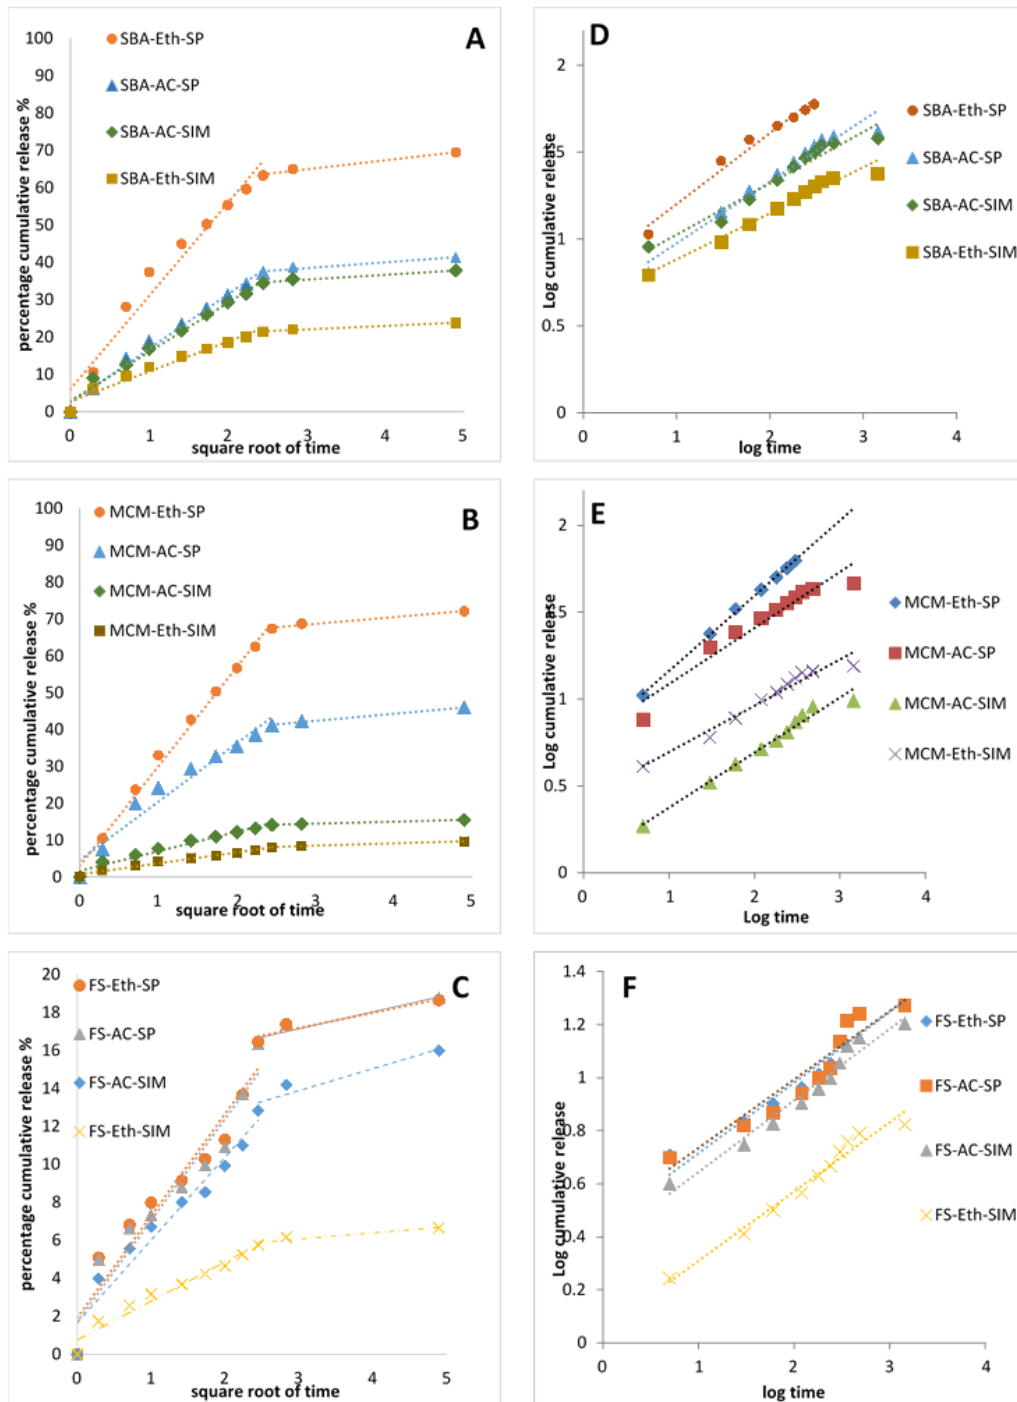 A
percentage cumulative release %
100
90
80
70
60
50
40
30
20
10
0
SBA-Eth-SP
SBA-AC-SP
SBA-AC-SIM
SBA-Eth-SIM
0 1 2 3 4 5
square root of time
D
Log cumulative release
2
1.5
1
0.5
0
SBA-Eth-SP
SBA-AC-SP
SBA-AC-SIM
SBA-Eth-SIM
1 2 3 4
log time
B
percentage cumulative release %
100
90
80
70
60
50
40
30
20
10
0
MCM-Eth-SP
MCM-AC-SP
MCM-AC-SIM
MCM-Eth-SIM
0 1 2 3 4 5
square root of time
E
Log cumulative release
2
1.5
1
0.5
0
MCM-Eth-SP
MCM-AC-SP
MCM-Eth-SIM
MCM-AC-SIM
MCM-Eth-SIM
0 1 2 3 4
Log time
C
percentage cumulative release %
20
18
16
14
12
10
8
6
4
2
0
FS-Eth-SP
FS-AC-SP
FS-AC-SIM
FS-Eth-SIM
0 1 2 3 4 5
square root of time
F
Log cumulative release
1.4
1.2
1
0.8
0.6
0.4
0.2
0
FS-Eth-SP
FS-AC-SP
FS-AC-SIM
FS-Eth-SIM
0 1 2 3 4
log time